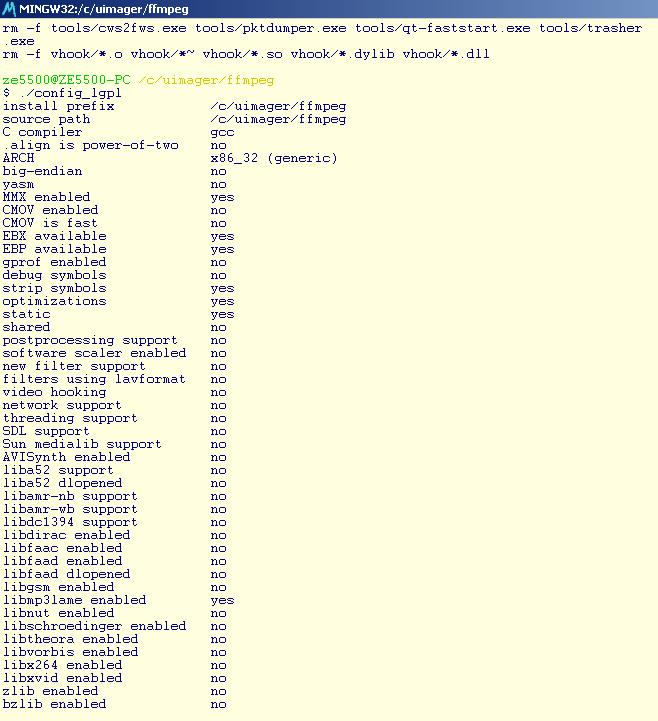 MINGW32:/c/uimager/ffmpeg
rm -f tools/cws2fws.exe tools/pktdumper.exe tools/qt-faststart.exe tools/trasher
.exe
rm -f vhook/*.o vhook/*~ vhook/*.so vhook/*.dylib vhook/*.dll
ze5500@ZE5500-PC /c/uimager/ffmpeg
$ ./config_lgpl
install prefix /c/uimager/ffmpeg
source path /c/uimager/ffmpeg
C compiler gcc
.align is power-of-two no
ARCH x86_32 (generic)
big-endian no
yasm no
MMX enabled yes
CMOV enabled no
CMOV is fast no
EBX available yes
EBP available yes
gprof enabled no
debug symbols no
strip symbols yes
optimizations yes
static yes
shared no
postprocessing support no
software scaler enabled no
new filter support no
filters using lavformat no
video hooking no
network support no
threading support no
SDL support no
Sun medialib support no
AVISynth enabled no
liba52 support no
liba52 dlopened no
libamr-nb support no
libamr-wb support no
libdc1394 support no
libdirac enabled no
libfaac enabled no
libfaad enabled no
libfaad dlopened no
libgsm enabled no
libmp3lame enabled yes
libnut enabled no
libschroedinger enabled no
libtheora enabled no
libvorbis enabled no
libx264 enabled no
libxvid enabled no
zlib enabled no
bzlib enabled no